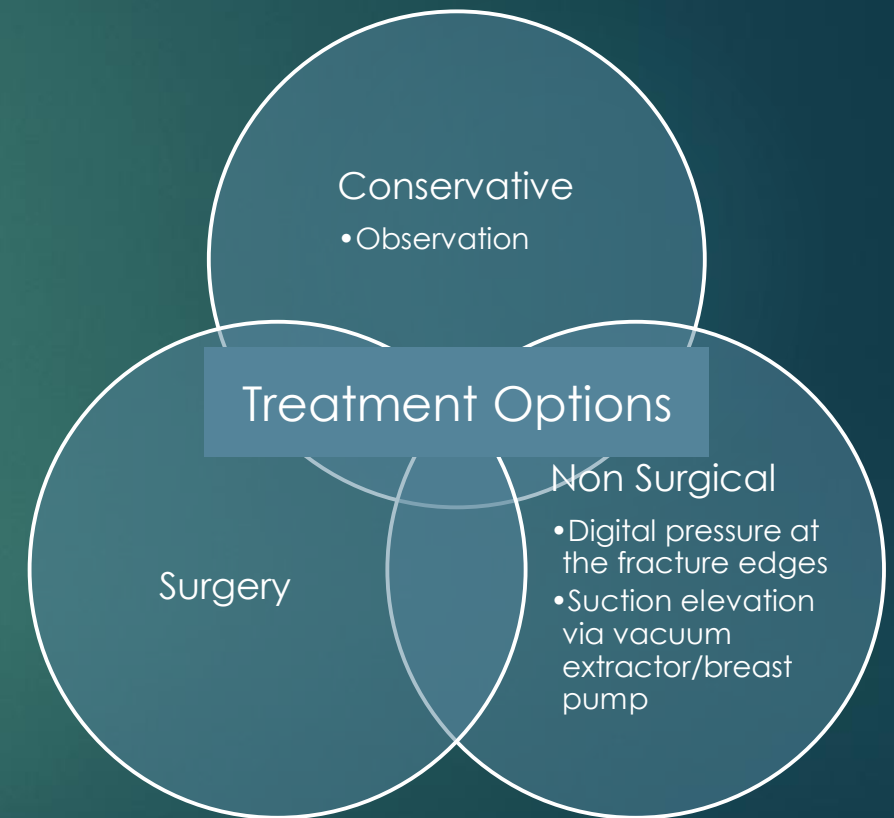 Conservative
•Observation
Treatment Options
Surgery
Non Surgical
•Digital pressure at
the fracture edges
•Suction elevation
via vacuum
extractor/breast
pump